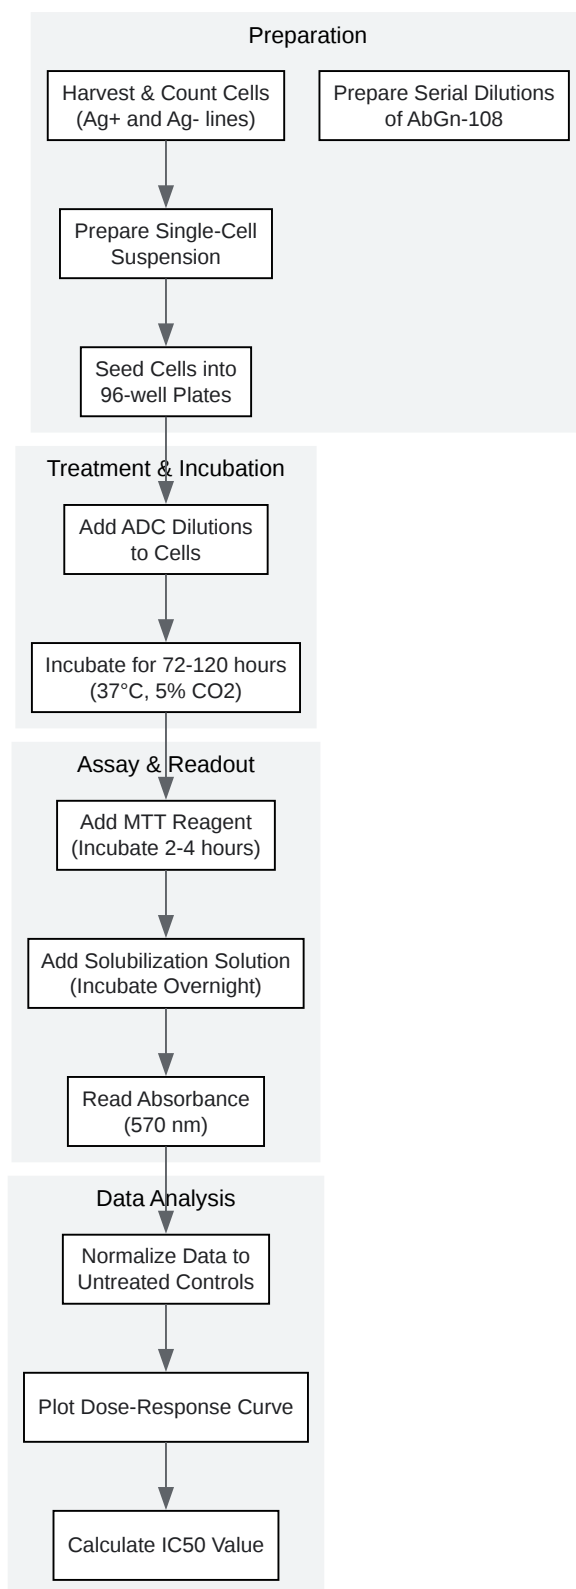 Preparation
Harvest & Count Cells
(Ag+ and Ag- lines)
Prepare Serial Dilutions
of AbGn-108
Prepare Single-Cell
Suspension
Seed Cells into
96-well Plates
Treatment & Incubation
Add ADC Dilutions
to Cells
Incubate for 72-120 hours
(37°C, 5% CO2)
Assay & Readout
Add MTT Reagent
(Incubate 2-4 hours)
Add Solubilization Solution
(Incubate Overnight)
Read Absorbance
(570 nm)
Data Analysis
Normalize Data to
Untreated Controls
Plot Dose-Response Curve
Calculate IC50 Value